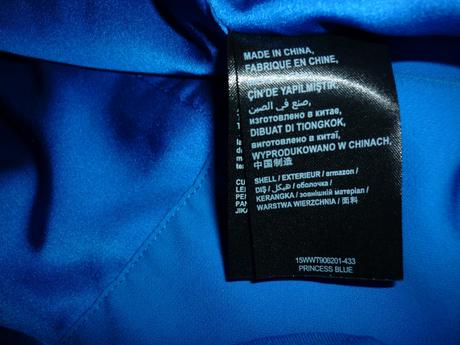 MADE IN CHINA,
FABRIQUE EN CHINE,
ÇİN'DE YAPILMIŞTIR,
صنع في الصين,
изготовлено в китае,
DIBUAT DI TIONGKOK,
виготовлено в китаї,
WYPRODUKOWANO W CHINACH,
中国制造
SHELL / EXTERIEUR / armazon /
DIŞ / هيكل / оболочка /
KERANGKA / зовнішній матеріал /
WARSTWA WIERZCHNIA / 面料
15WWT906201-433
PRINCESS BLUE